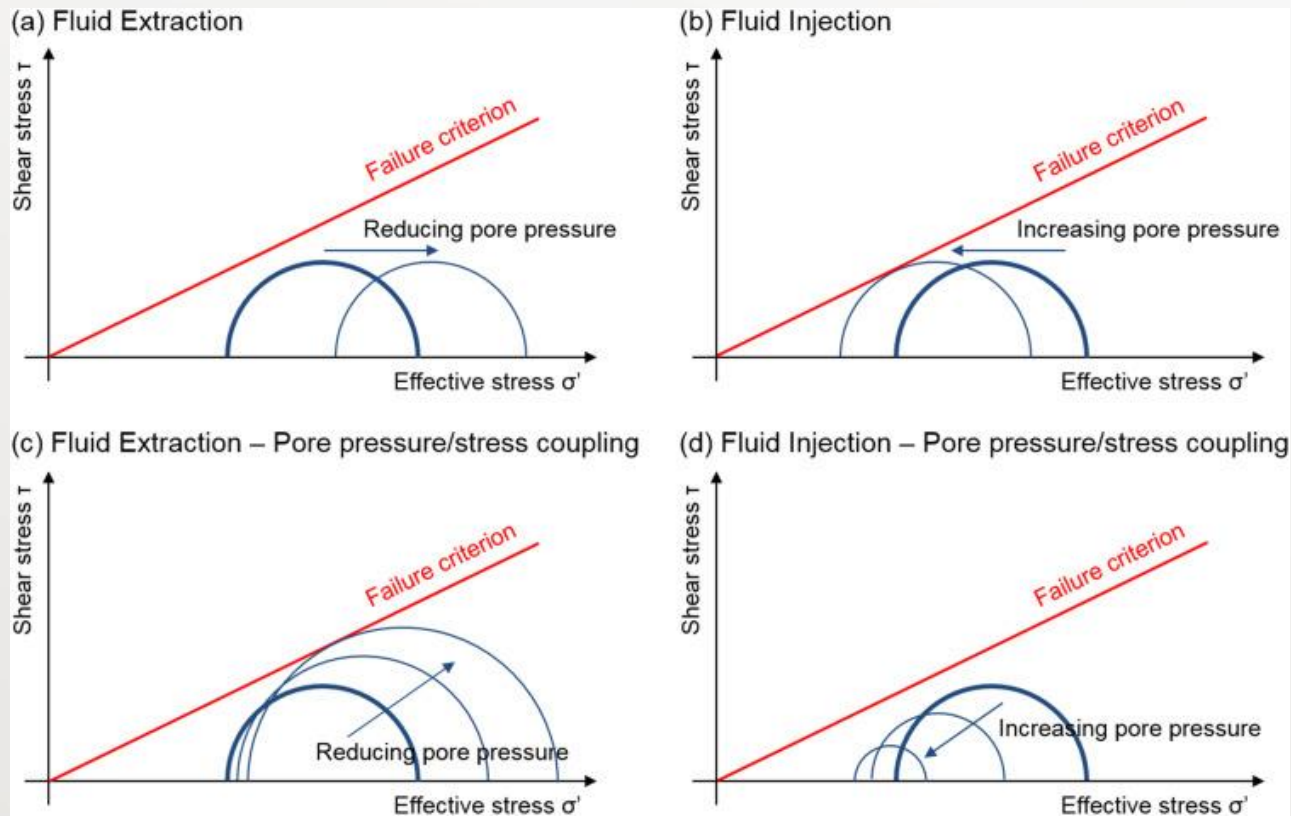 (a) Fluid Extraction
Shear stress τ
Failure criterion
Reducing pore pressure
Effective stress σ'
(b) Fluid Injection
Shear stress τ
Failure criterion
Increasing pore pressure
Effective stress σ'
(c) Fluid Extraction – Pore pressure/stress coupling
Shear stress τ
Failure criterion
Reducing pore pressure
Effective stress σ'
(d) Fluid Injection – Pore pressure/stress coupling
Shear stress τ
Failure criterion
Increasing pore pressure
Effective stress σ'